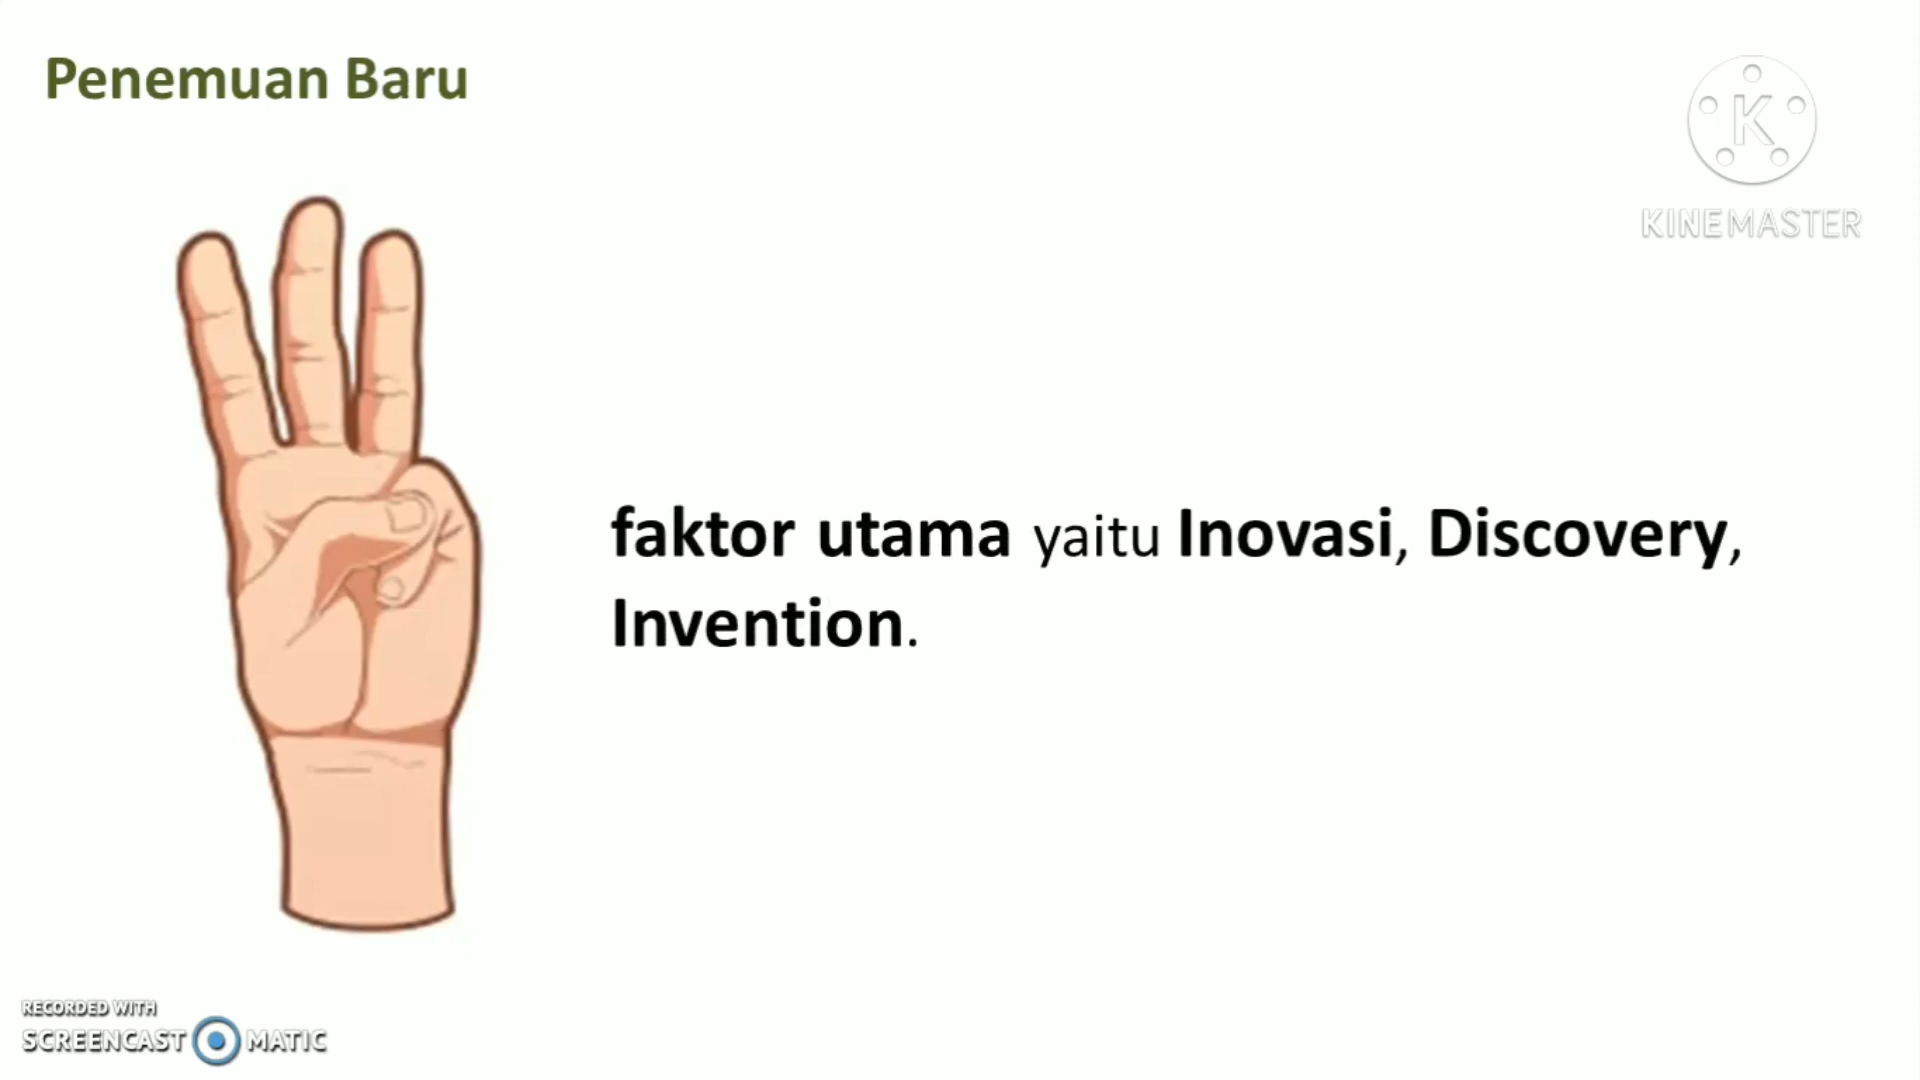 Penemuan Baru
KINEMASTER
faktor utama yaitu Inovasi, Discovery,
Invention.
RECORDED WITH
SCREENCAST MATIC